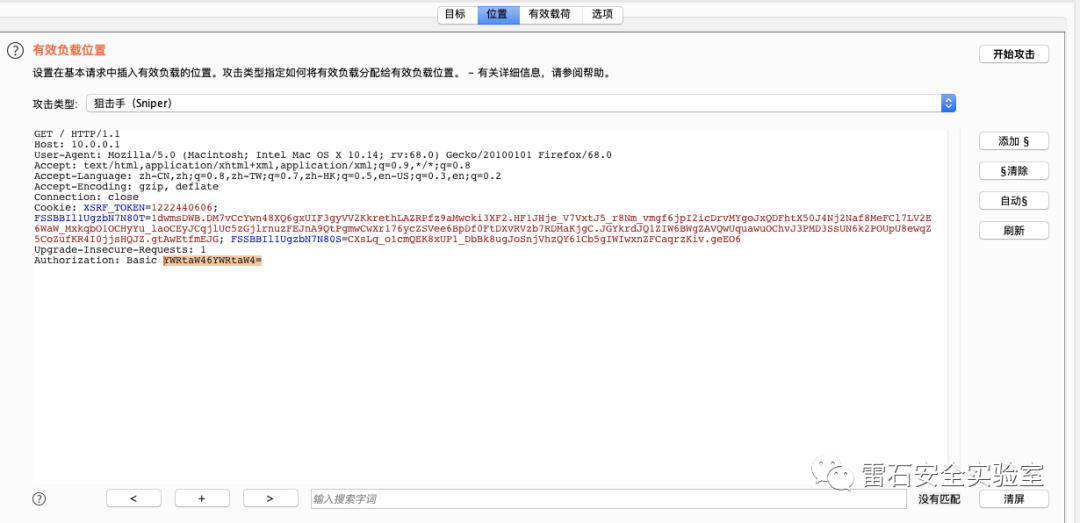 目标 位置 有效载荷 选项
? 有效负载位置
开始攻击
设置在基本请求中插入有效负载的位置。攻击类型指定如何将有效负载分配给有效负载位置。 - 有关详细信息，请参阅帮助。
攻击类型: 狙击手（Sniper）
GET / HTTP/1.1
Host: 10.0.0.1
User-Agent: Mozilla/5.0 (Macintosh; Intel Mac OS X 10.14; rv:68.0) Gecko/20100101 Firefox/68.0
Accept: text/html,application/xhtml+xml,application/xml;q=0.9,*/*;q=0.8
Accept-Language: zh-CN,zh;q=0.8,zh-TW;q=0.7,zh-HK;q=0.5,en-US;q=0.3,en;q=0.2
Accept-Encoding: gzip, deflate
Connection: close
Cookie: XSRF_TOKEN=1222440606;
Upgrade-Insecure-Requests: 1
Authorization: Basic YWRtaW46YWRtaW4=
添加 §
§清除
自动§
刷新
雷石安全实验室
? < + > 输入搜索字词 没有匹配 清屏